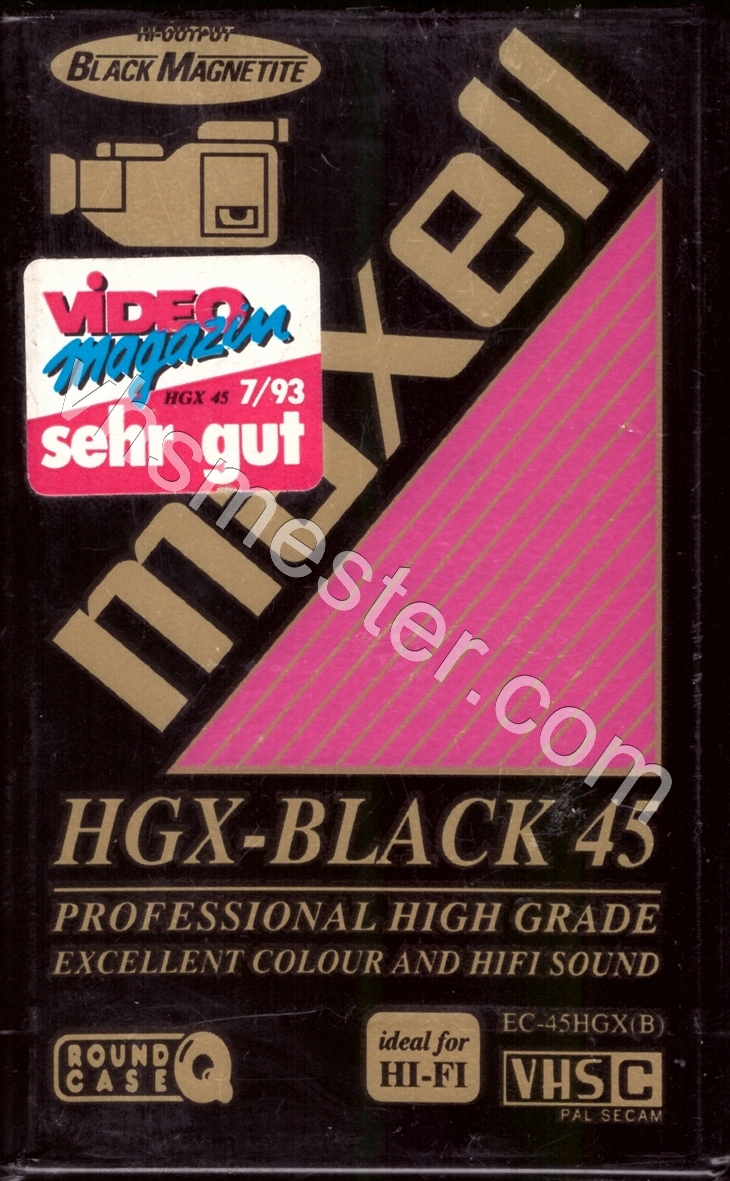 HI-OUTPUT
BLACK MAGNETITE
maxell
VIDEO
magazin
HGX 45 7/93
sehr gut
vhsmester.com
HGX-BLACK 45
PROFESSIONAL HIGH GRADE
EXCELLENT COLOUR AND HIFI SOUND
ROUND
CASE
ideal for
HI-FI
EC-45HGX(B)
VHS C
PAL SECAM